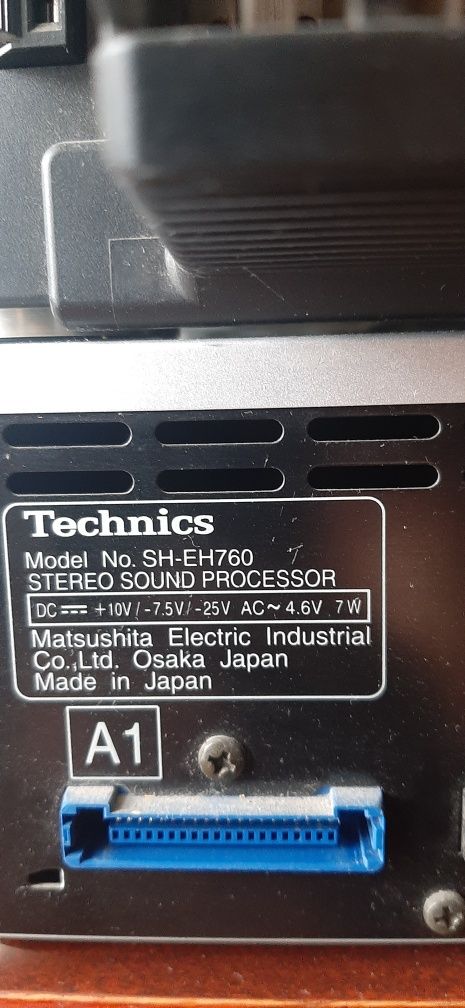 Technics
Model No. SH-EH760
STEREO SOUND PROCESSOR
DC ⎓ +10V/-7.5V/-25V AC~4.6V 7W
Matsushita Electric Industrial
Co.,Ltd. Osaka Japan
Made in Japan
A1